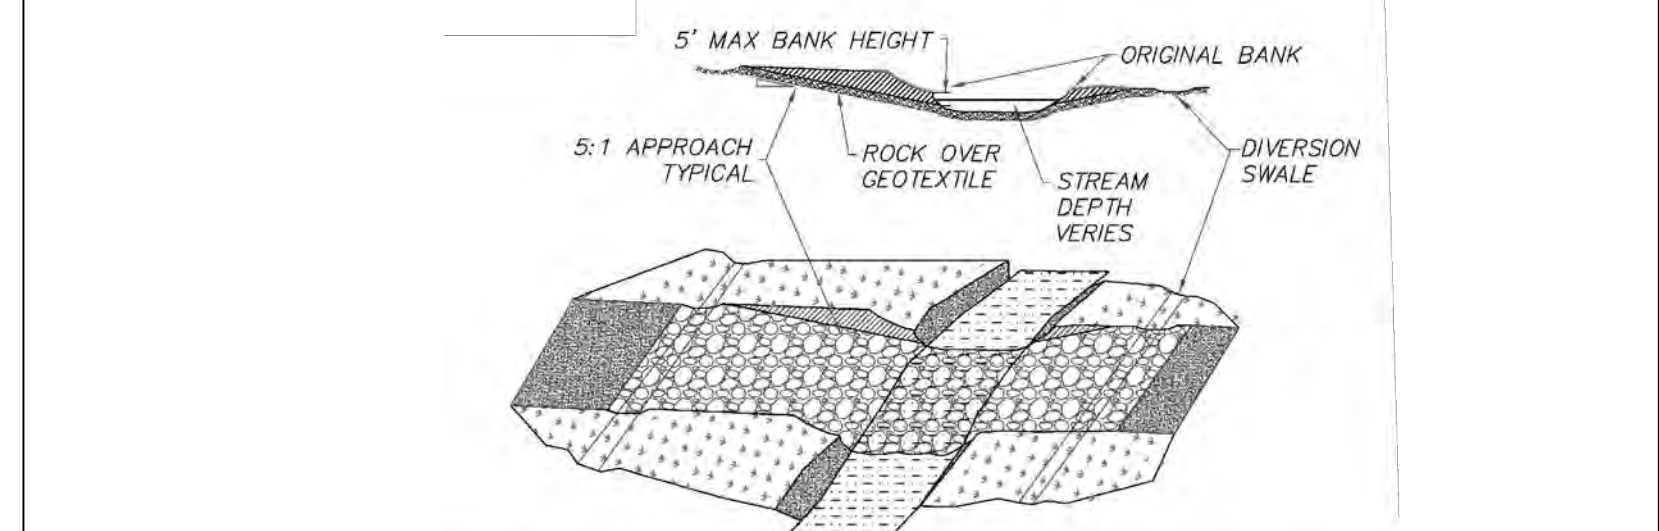 5' MAX BANK HEIGHT
ORIGINAL BANK
5:1 APPROACH
TYPICAL
ROCK OVER
GEOTEXTILE
STREAM
DEPTH
VERIES
DIVERSION
SWALE